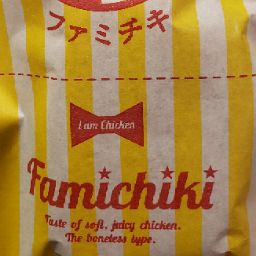 ファミチキ
I am Chicken
Famichiki
Taste of soft, juicy chicken.
The boneless type.